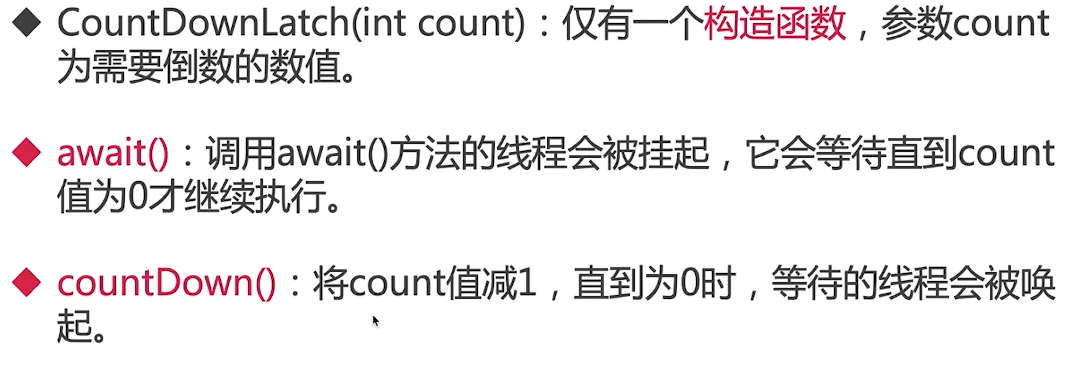 CountDownLatch(int count)：仅有一个构造函数，参数count
为需要倒数的数值。
await()：调用await()方法的线程会被挂起，它会等待直到count
值为0才继续执行。
countDown()：将count值减1，直到为0时，等待的线程会被唤
起。